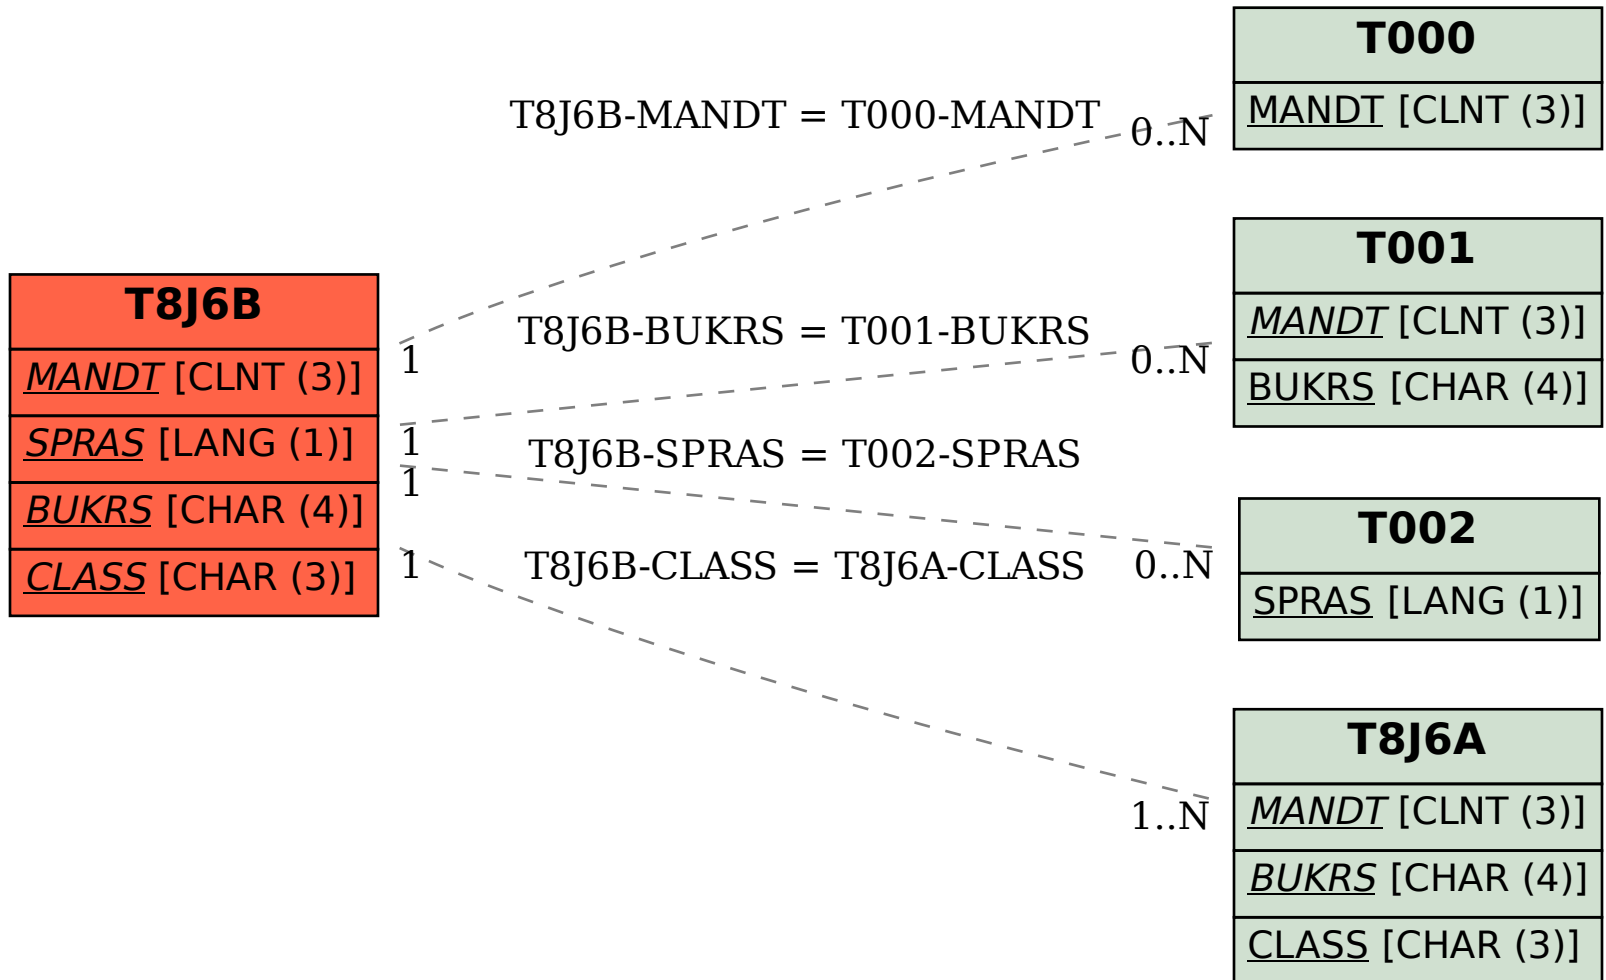 T000
MANDT [CLNT (3)]
T8J6B-MANDT = T000-MANDT
0..N
T001
MANDT [CLNT (3)]
BUKRS [CHAR (4)]
T8J6B
MANDT [CLNT (3)]
SPRAS [LANG (1)]
BUKRS [CHAR (4)]
CLASS [CHAR (3)]
1
T8J6B-BUKRS = T001-BUKRS
0..N
1
T8J6B-SPRAS = T002-SPRAS
1
T002
SPRAS [LANG (1)]
1
T8J6B-CLASS = T8J6A-CLASS
0..N
T8J6A
MANDT [CLNT (3)]
BUKRS [CHAR (4)]
CLASS [CHAR (3)]
1..N